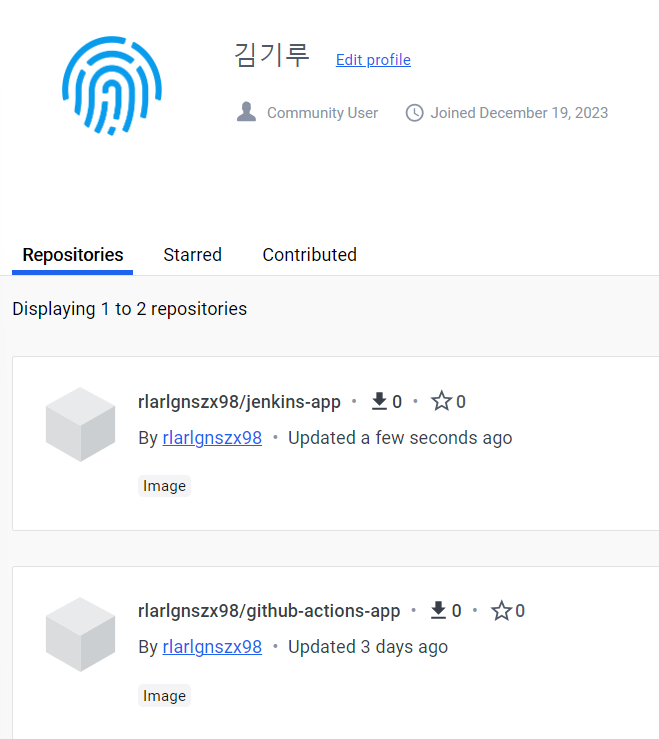 김기루 Edit profile
Community User Joined December 19, 2023
Repositories Starred Contributed
Displaying 1 to 2 repositories
rlarlgnszx98/jenkins-app • 0 • 0
By rlarlgnszx98 • Updated a few seconds ago
Image
rlarlgnszx98/github-actions-app • 0 • 0
By rlarlgnszx98 • Updated 3 days ago
Image